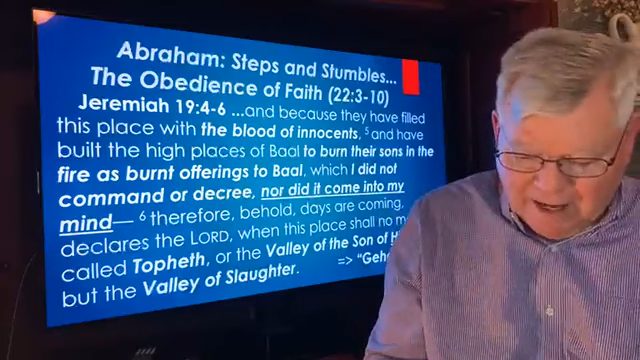 Abraham: Steps and Stumbles...
The Obedience of Faith (22:3-10)
Jeremiah 19:4-6 ...and because they have filled
this place with the blood of innocents, 5 and have
built the high places of Baal to burn their sons in the
fire as burnt offerings to Baal, which I did not
command or decree, nor did it come into my
mind— 6 therefore, behold, days are coming,
declares the LORD, when this place shall no
called Topheth, or the Valley of the Son of
but the Valley of Slaughter. =>